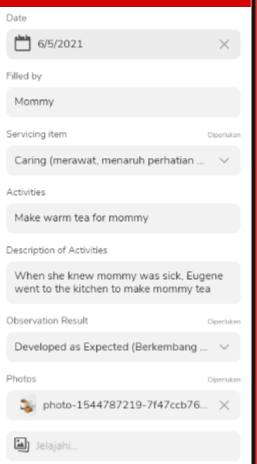 Date
6/5/2021
Filled by
Mommy
Servicing item
Diperlukan
Caring (merawat, menaruh perhatian ...
Activities
Make warm tea for mommy
Description of Activities
When she knew mommy was sick, Eugene
went to the kitchen to make mommy tea
Observation Result
Diperlukan
Developed as Expected (Berkembang ...
Photos
Diperlukan
photo-1544787219-7f47ccb76...
Jelajahi...